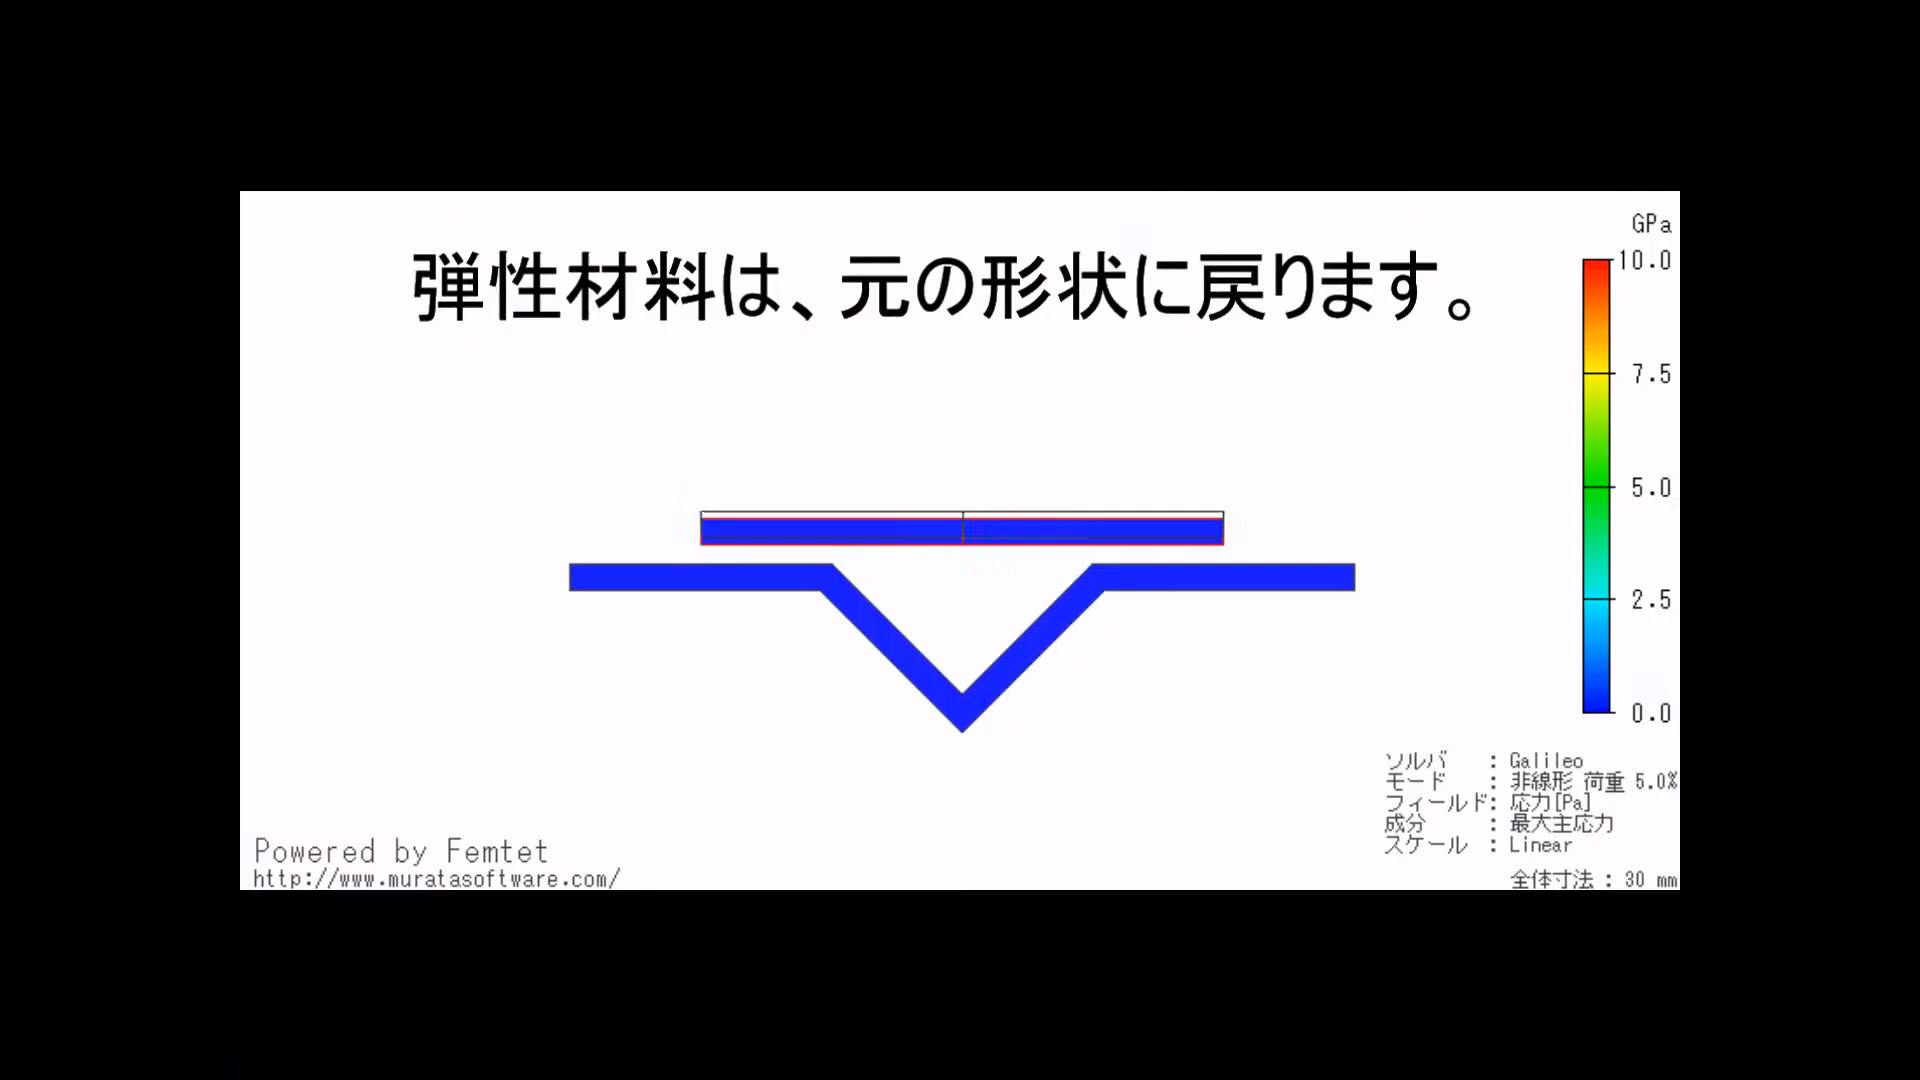 弾性材料は、元の形状に戻ります。
GPa
10.0
7.5
5.0
2.5
0.0
ソルバ : Galileo
モード : 非線形 荷重 5.0%
フィールド: 応力[Pa]
成分 : 最大主応力
スケール : Linear
全体寸法 : 30 mm
Powered by Femtet
http://www.muratasoftware.com/